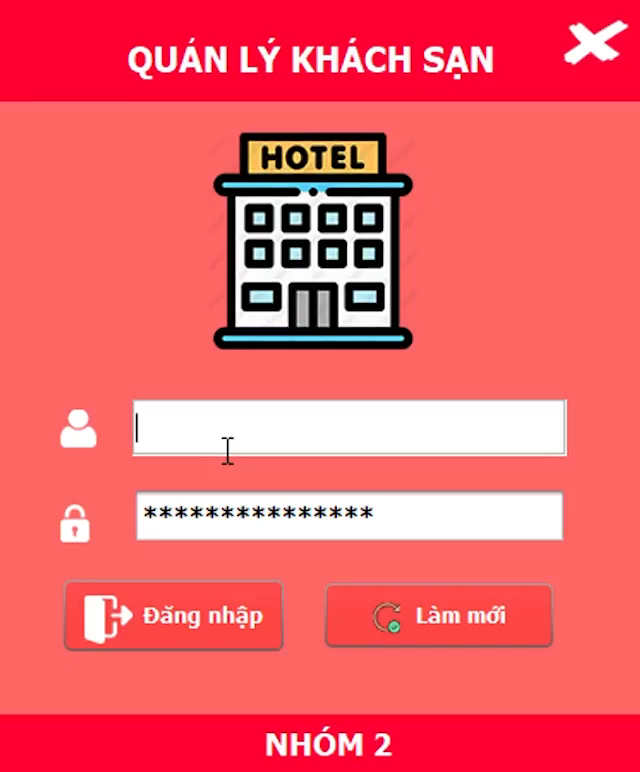 QUẢN LÝ KHÁCH SẠN
HOTEL
***************
Đăng nhập
Làm mới
NHÓM 2